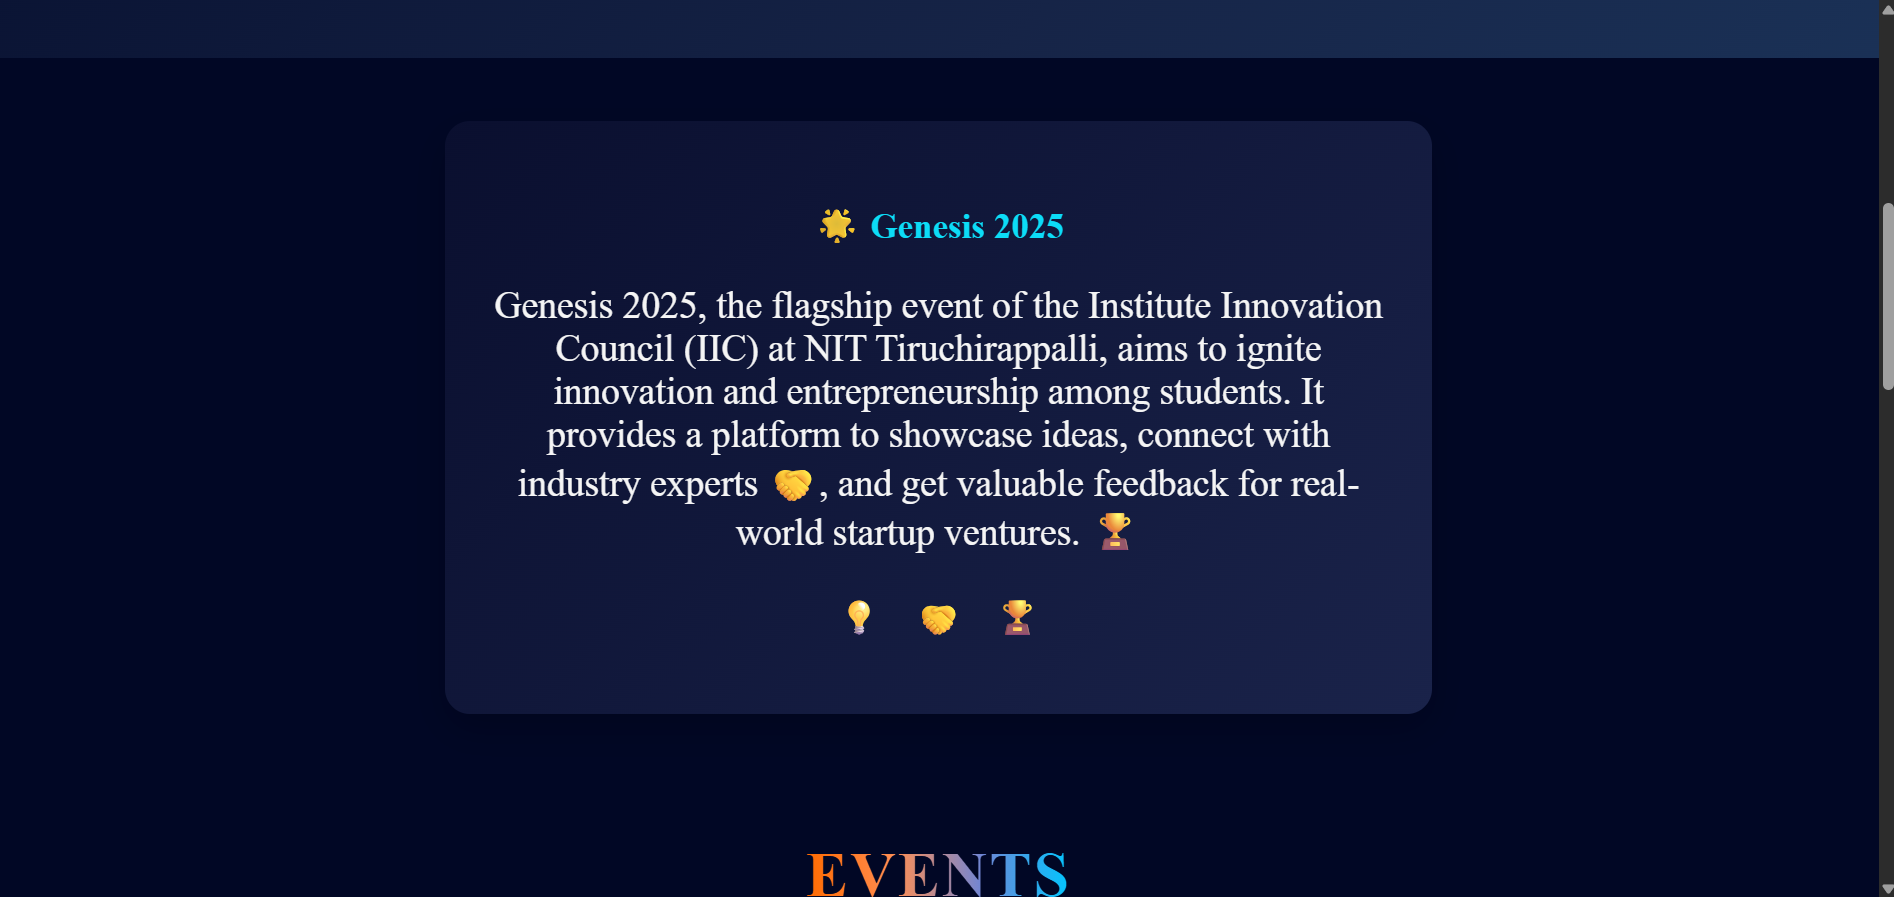 🌟 Genesis 2025
Genesis 2025, the flagship event of the Institute Innovation
Council (IIC) at NIT Tiruchirappalli, aims to ignite
innovation and entrepreneurship among students. It
provides a platform to showcase ideas, connect with
industry experts 🤝, and get valuable feedback for real-
world startup ventures. 🏆
💡 🤝 🏆
EVENTS